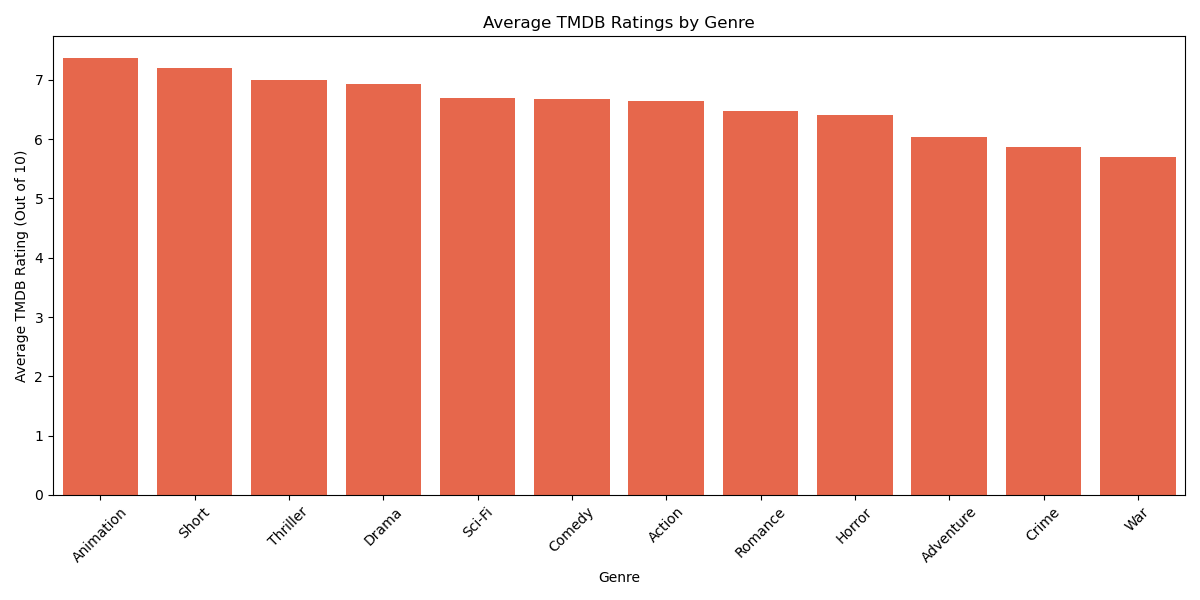 Average TMDB Ratings by Genre
Average TMDB Rating (Out of 10)
7
6
5
4
3
2
1
0
Animation
Short
Thriller
Drama
Sci-Fi
Comedy
Action
Romance
Horror
Adventure
Crime
War
Genre